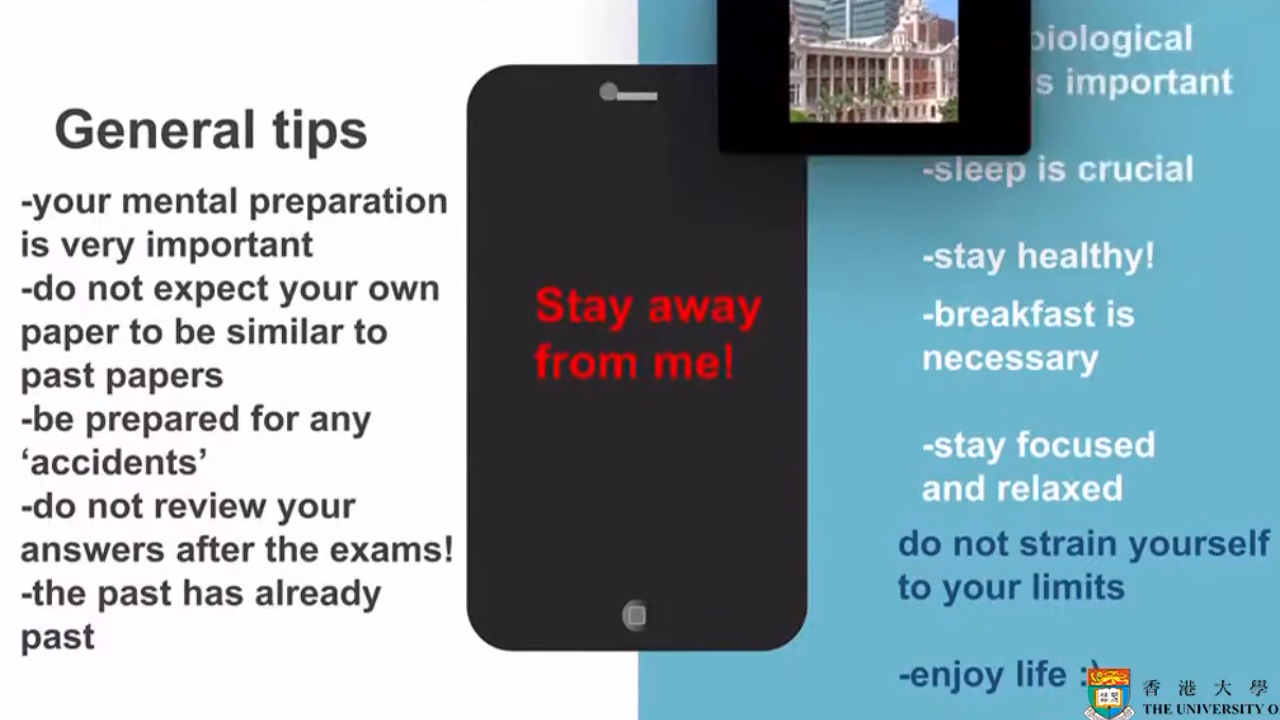 General tips
-your mental preparation
is very important
-do not expect your own
paper to be similar to
past papers
-be prepared for any
‘accidents’
-do not review your
answers after the exams!
-the past has already
past
Stay away
from me!
biological
important
-sleep is crucial
-stay healthy!
-breakfast is
necessary
-stay focused
and relaxed
do not strain yourself
to your limits
-enjoy life :)
香港大學
THE UNIVERSITY O